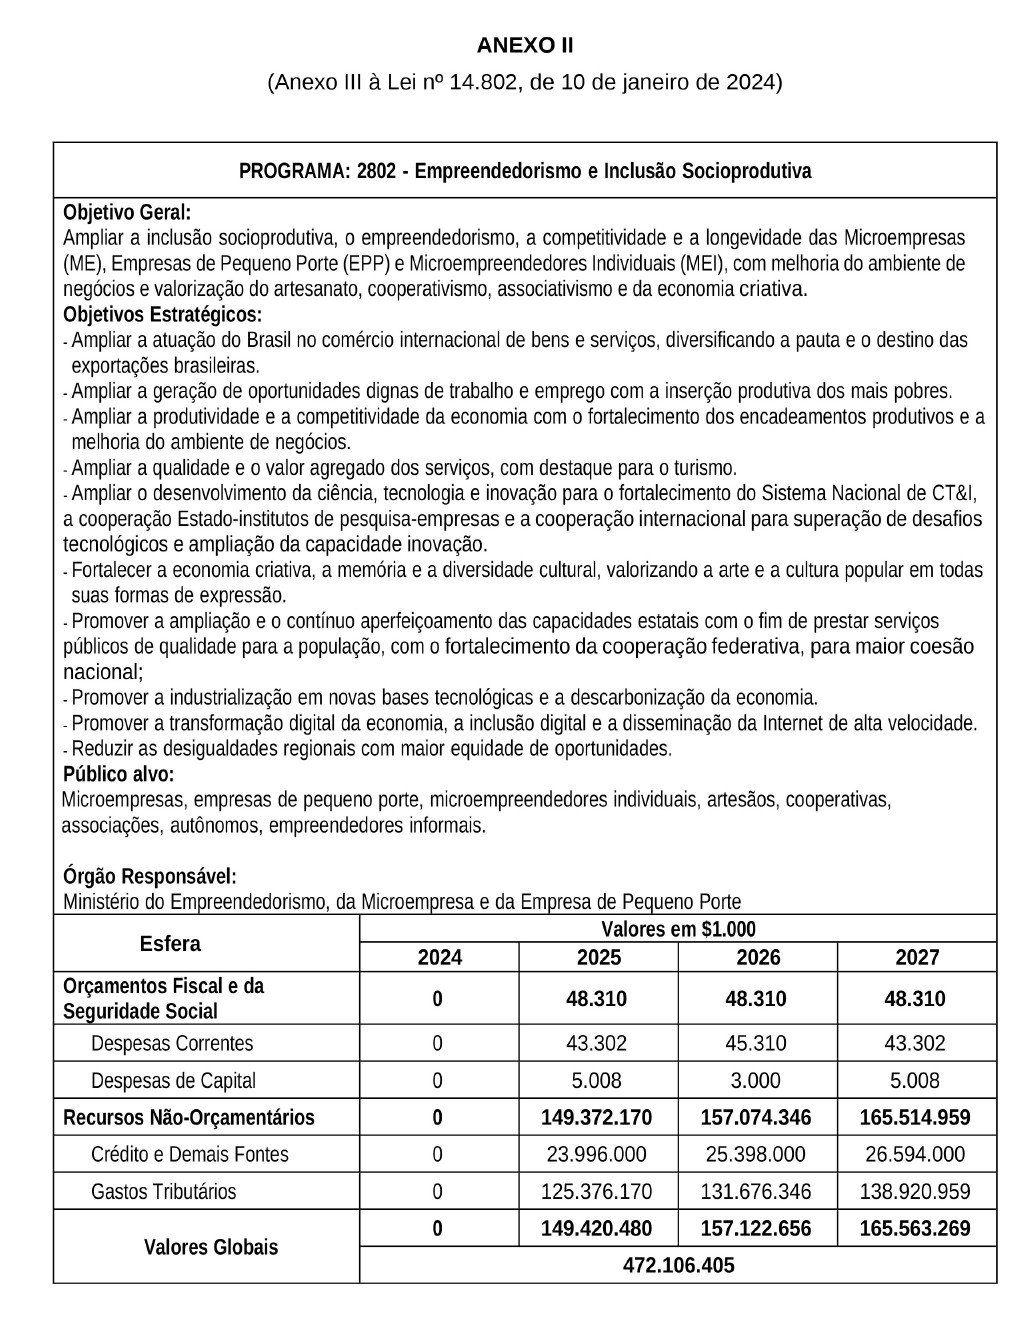 ANEXO II
(Anexo III à Lei nº 14.802, de 10 de janeiro de 2024)
PROGRAMA: 2802 - Empreendedorismo e Inclusão Socioprodutiva
Objetivo Geral:
Ampliar a inclusão socioprodutiva, o empreendedorismo, a competitividade e a longevidade das Microempresas
(ME), Empresas de Pequeno Porte (EPP) e Microempreendedores Individuais (MEI), com melhoria do ambiente de
negócios e valorização do artesanato, cooperativismo, associativismo e da economia criativa.
Objetivos Estratégicos:
- Ampliar a atuação do Brasil no comércio internacional de bens e serviços, diversificando a pauta e o destino das
exportações brasileiras.
- Ampliar a geração de oportunidades dignas de trabalho e emprego com a inserção produtiva dos mais pobres.
- Ampliar a produtividade e a competitividade da economia com o fortalecimento dos encadeamentos produtivos e a
melhoria do ambiente de negócios.
- Ampliar a qualidade e o valor agregado dos serviços, com destaque para o turismo.
- Ampliar o desenvolvimento da ciência, tecnologia e inovação para o fortalecimento do Sistema Nacional de CT&I,
a cooperação Estado-institutos de pesquisa-empresas e a cooperação internacional para superação de desafios
tecnológicos e ampliação da capacidade inovação.
- Fortalecer a economia criativa, a memória e a diversidade cultural, valorizando a arte e a cultura popular em todas
suas formas de expressão.
- Promover a ampliação e o contínuo aperfeiçoamento das capacidades estatais com o fim de prestar serviços
públicos de qualidade para a população, com o fortalecimento da cooperação federativa, para maior coesão
nacional;
- Promover a industrialização em novas bases tecnológicas e a descarbonização da economia.
- Promover a transformação digital da economia, a inclusão digital e a disseminação da Internet de alta velocidade.
- Reduzir as desigualdades regionais com maior equidade de oportunidades.
Público alvo:
Microempresas, empresas de pequeno porte, microempreendedores individuais, artesãos, cooperativas,
associações, autônomos, empreendedores informais.
Órgão Responsável:
Ministério do Empreendedorismo, da Microempresa e da Empresa de Pequeno Porte
Esfera Valores em $1.000
2024 2025 2026 2027
Orçamentos Fiscal e da
Seguridade Social 0 48.310 48.310 48.310
Despesas Correntes 0 43.302 45.310 43.302
Despesas de Capital 0 5.008 3.000 5.008
Recursos Não-Orçamentários 0 149.372.170 157.074.346 165.514.959
Crédito e Demais Fontes 0 23.996.000 25.398.000 26.594.000
Gastos Tributários 0 125.376.170 131.676.346 138.920.959
Valores Globais 0 149.420.480 157.122.656 165.563.269
472.106.405